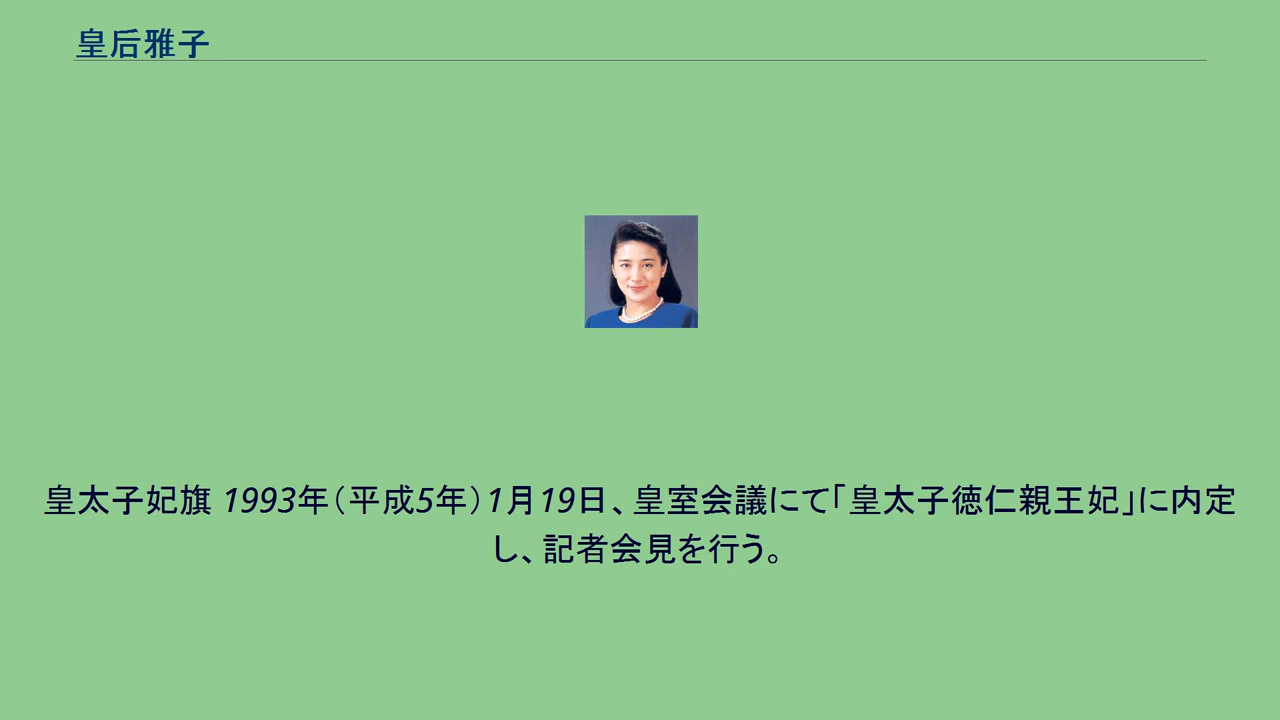 皇后雅子
皇太子妃旗 1993年（平成5年）1月19日、皇室会議にて「皇太子徳仁親王妃」に内定
し、記者会見を行う。